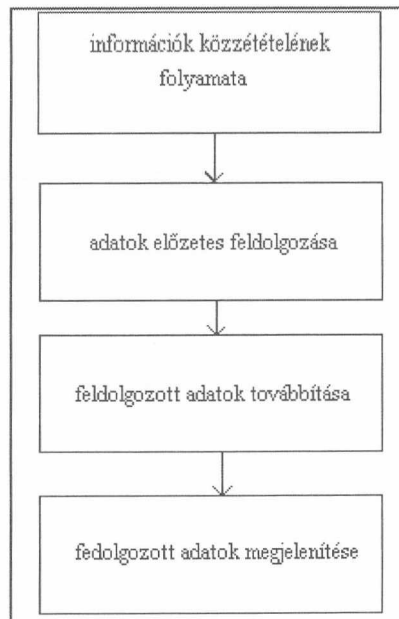 információk közzétételének
folyamata
adatok előzetes feldolgozása
feldolgozott adatok továbbítása
fedolgozott adatok megjelenítése